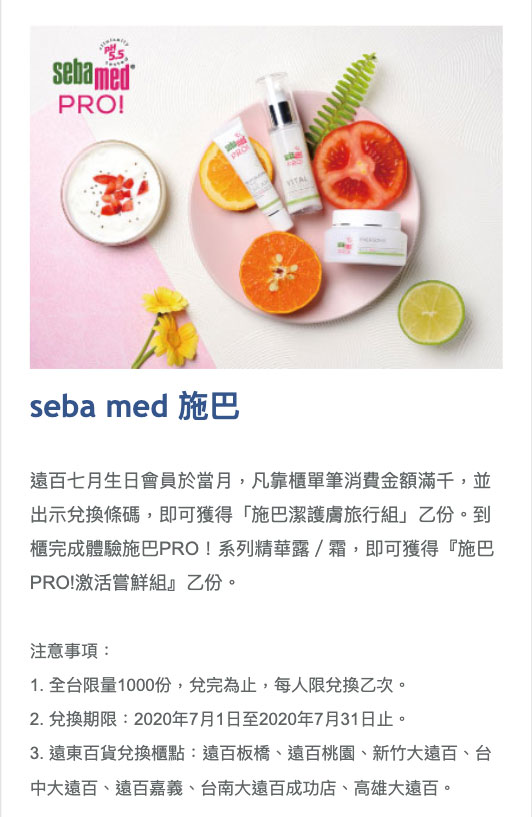 pH
5.5
sebamed
PRO!
sebamed
PRO!
sebamed
PRO!
VITAL
sebamed
seba med 施巴
遠百七月生日會員於當月，凡靠櫃單筆消費金額滿千，並
出示兌換條碼，即可獲得「施巴潔護膚旅行組」乙份。到
櫃完成體驗施巴PRO！系列精華露／霜，即可獲得『施巴
PRO!激活嘗鮮組』乙份。
注意事項：
1. 全台限量1000份，兌完為止，每人限兌換乙次。
2. 兌換期限：2020年7月1日至2020年7月31日止。
3. 遠東百貨兌換櫃點：遠百板橋、遠百桃園、新竹大遠百、台
中大遠百、遠百嘉義、台南大遠百成功店、高雄大遠百。